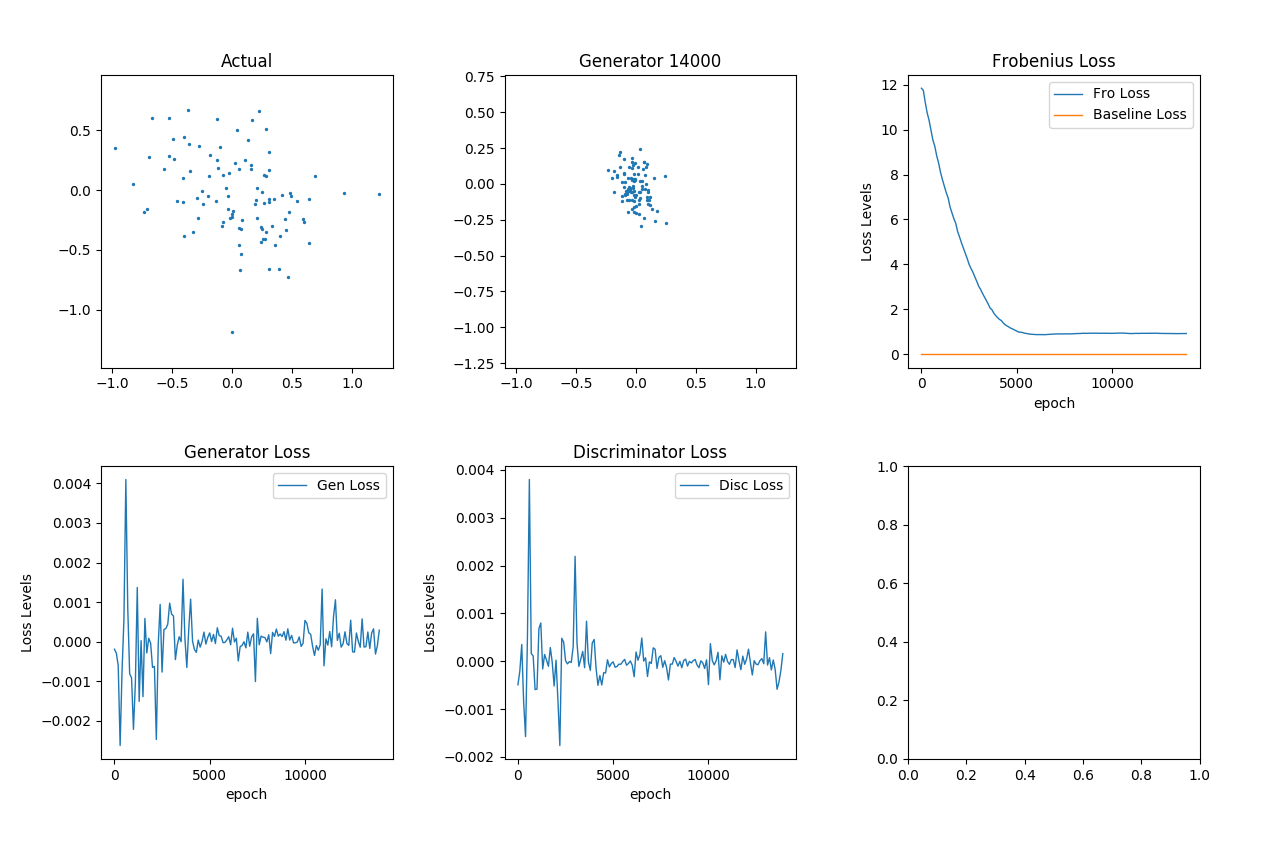 Actual
0.5
0.0
−0.5
−1.0
−1.0 −0.5 0.0 0.5 1.0
Generator 14000
0.75
0.50
0.25
0.00
−0.25
−0.50
−0.75
−1.00
−1.25
−1.0 −0.5 0.0 0.5 1.0
Frobenius Loss
Fro Loss
Baseline Loss
Loss Levels
12
10
8
6
4
2
0
0 5000 10000
epoch
Generator Loss
Gen Loss
Loss Levels
0.004
0.003
0.002
0.001
0.000
−0.001
−0.002
0 5000 10000
epoch
Discriminator Loss
Disc Loss
Loss Levels
0.004
0.003
0.002
0.001
0.000
−0.001
−0.002
0 5000 10000
epoch
1.0
0.8
0.6
0.4
0.2
0.0
0.0 0.2 0.4 0.6 0.8 1.0